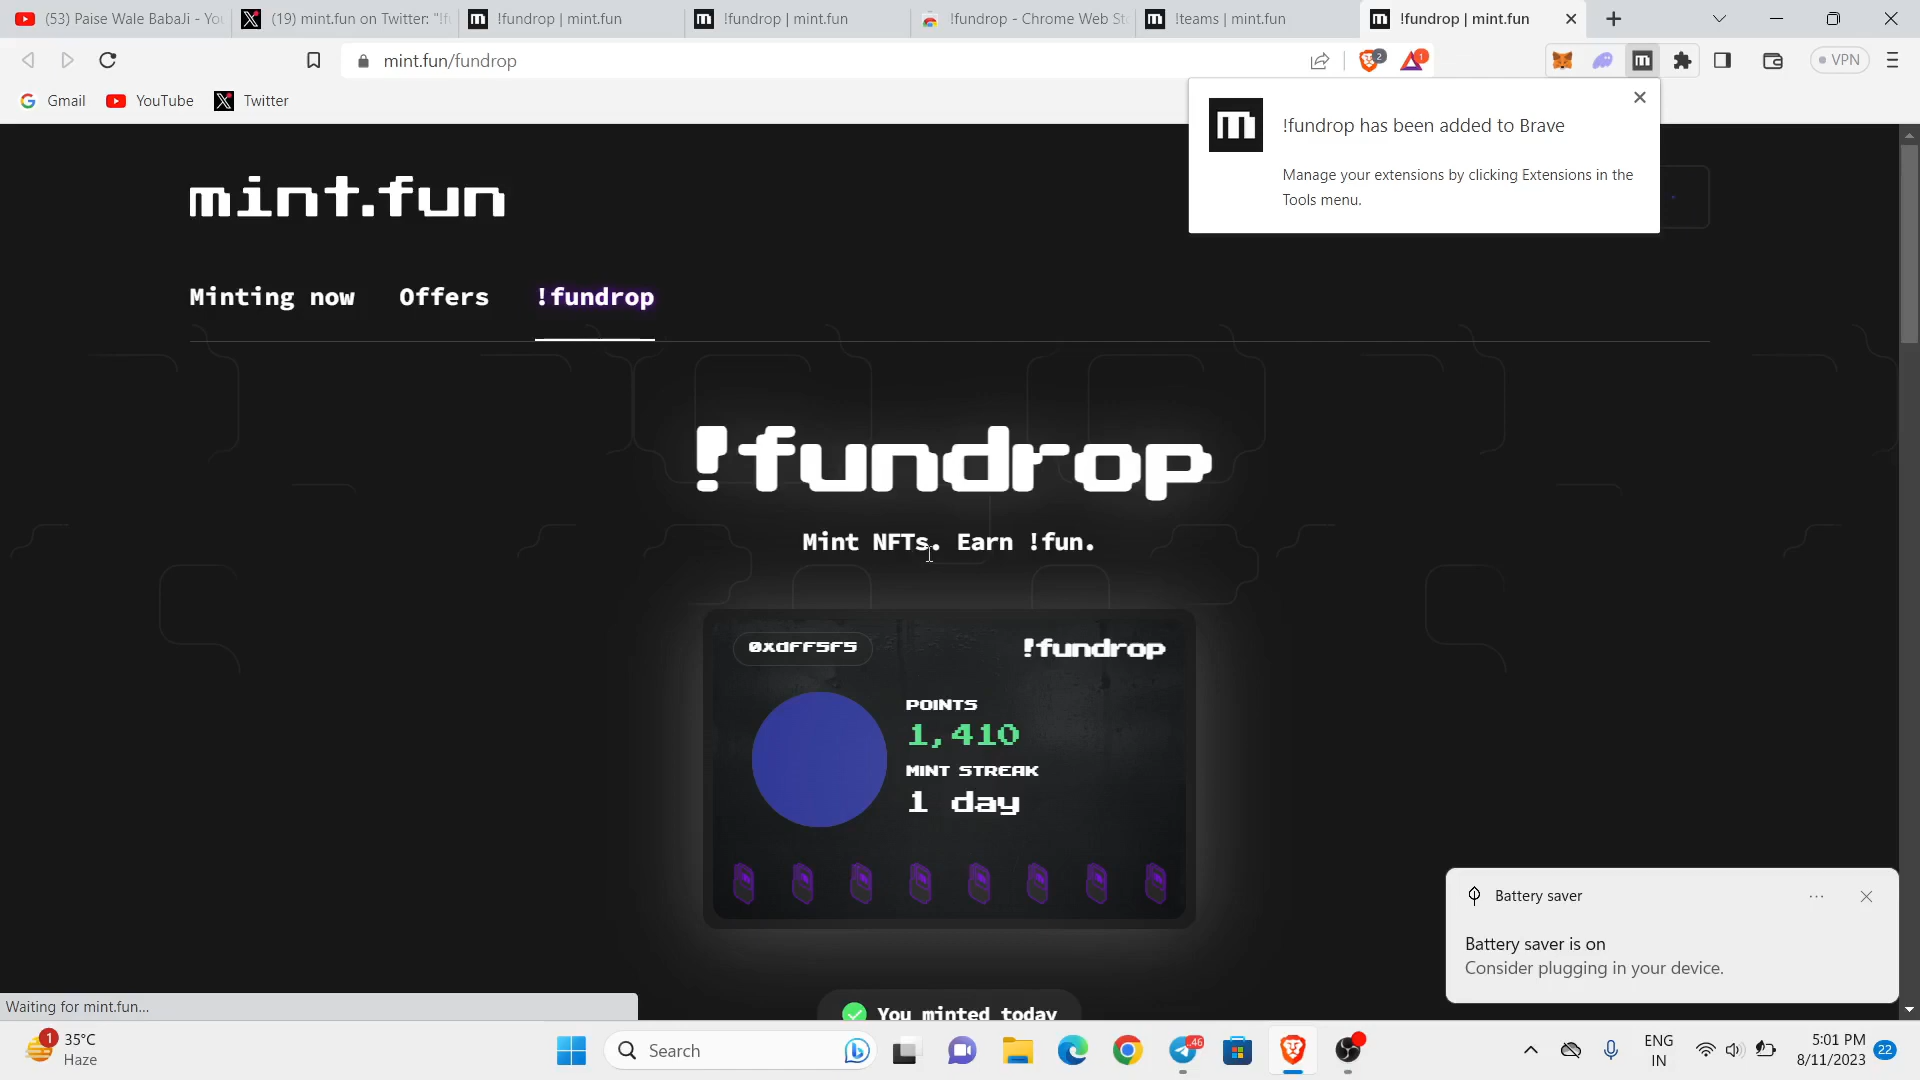 (53) Paise Wale BabaJi - You
(19) mint.fun on Twitter: "!f
!fundrop | mint.fun
!fundrop | mint.fun
!fundrop - Chrome Web Sto
!teams | mint.fun
!fundrop | mint.fun
mint.fun/fundrop
2
1
VPN
Gmail
YouTube
Twitter
!fundrop has been added to Brave
Manage your extensions by clicking Extensions in the
Tools menu.
mint.fun
Minting now
Offers
!fundrop
!fundrop
Mint NFTs. Earn !fun.
0xdFF5F5
!fundrop
POINTS
1,410
MINT STREAK
1 day
You minted today
Battery saver
Battery saver is on
Consider plugging in your device.
Waiting for mint.fun...
1
35°C
Haze
Search
.46
ENG
IN
5:01 PM
8/11/2023
22